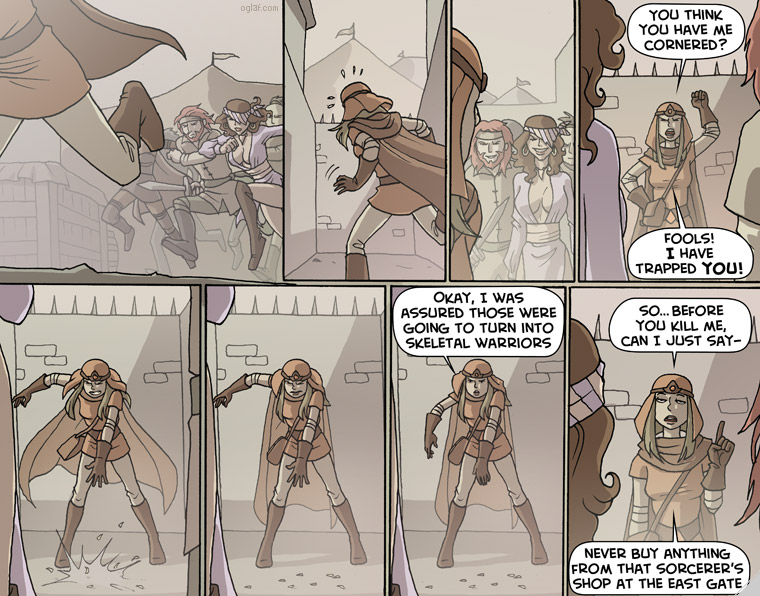 oglaf.com
YOU THINK
YOU HAVE ME
CORNERED?
FOOLS!
I HAVE
TRAPPED YOU!
OKAY, I WAS
ASSURED THOSE WERE
GOING TO TURN INTO
SKELETAL WARRIORS
SO... BEFORE
YOU KILL ME,
CAN I JUST SAY-
NEVER BUY ANYTHING
FROM THAT SORCERER'S
SHOP AT THE EAST GATE